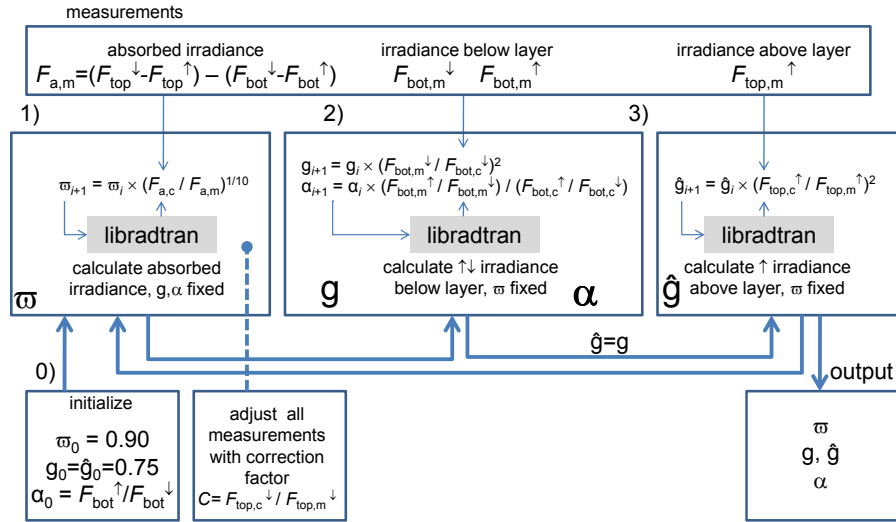 measurements
absorbed irradiance
F_a,m=(F_top↓-F_top↑) – (F_bot↓-F_bot↑)
irradiance below layer
F_bot,m↓ F_bot,m↑
irradiance above layer
F_top,m↑
1)
ϖ_i+1 = ϖ_i × (F_a,c / F_a,m)^1/10
libradtran
calculate absorbed
irradiance, g,α fixed
ϖ
2)
g_i+1 = g_i × (F_bot,m↓ / F_bot,c↓)²
α_i+1 = α_i × (F_bot,m↑ / F_bot,m↓) / (F_bot,c↑ / F_bot,c↓)
libradtran
calculate ↑↓ irradiance
below layer, ϖ fixed
g
α
3)
ĝ_i+1 = ĝ_i × (F_top,c↑ / F_top,m↑)²
libradtran
calculate ↑ irradiance
above layer, ϖ fixed
ĝ
ĝ=g
0)
initialize
ϖ₀ = 0.90
g₀=ĝ₀=0.75
α₀ = F_bot↑/F_bot↓
adjust all
measurements
with correction
factor
C= F_top,c↓ / F_top,m↓
output
ϖ
g, ĝ
α